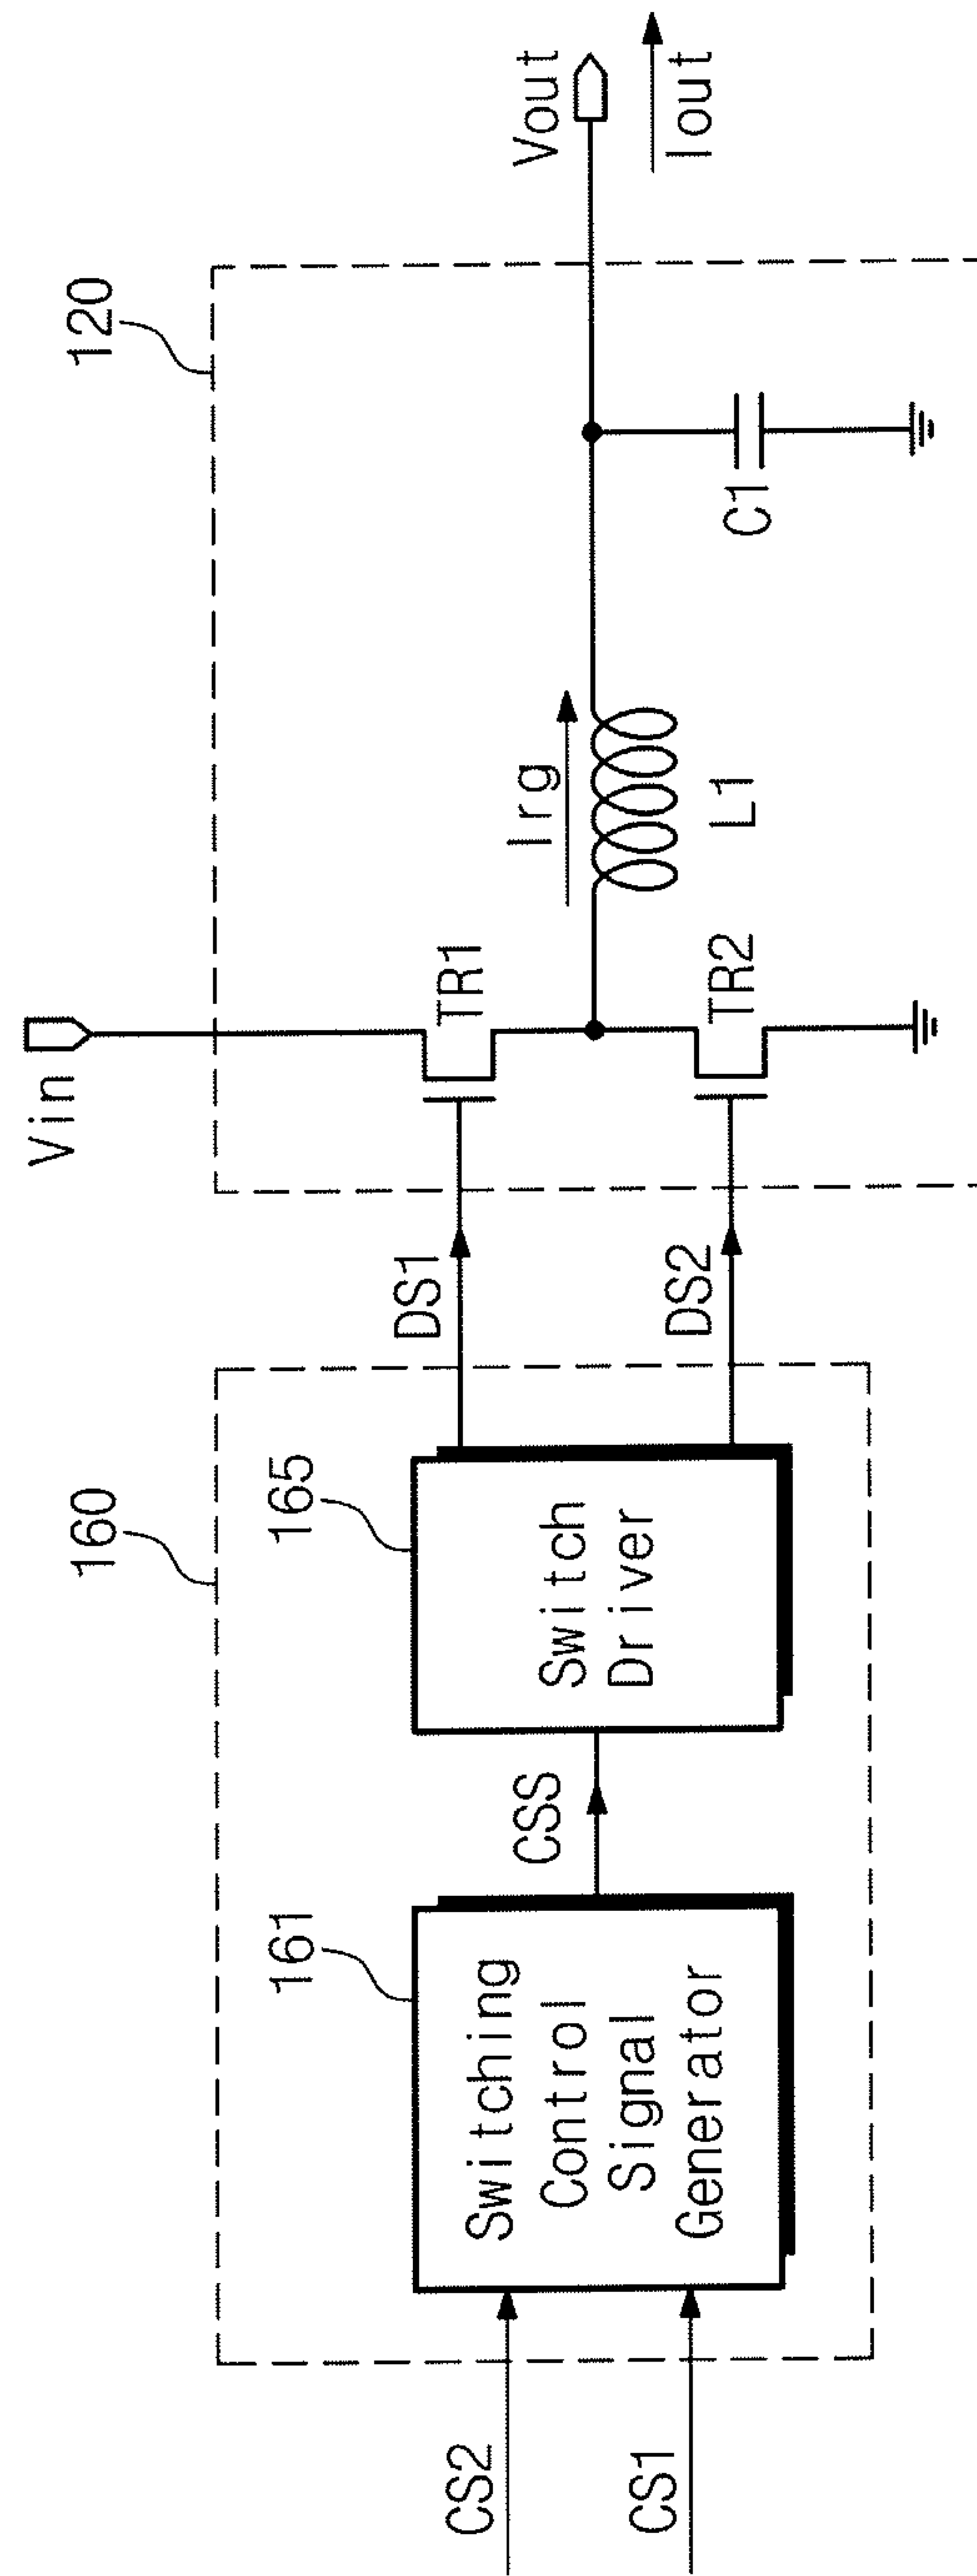 Vin
120
Vout
Iout
160
165
161
DS1
TR1
Irg
L1
C1
DS2
TR2
CS2
CS1
Switching
Control
Signal
Generator
CSS
Switch
Driver